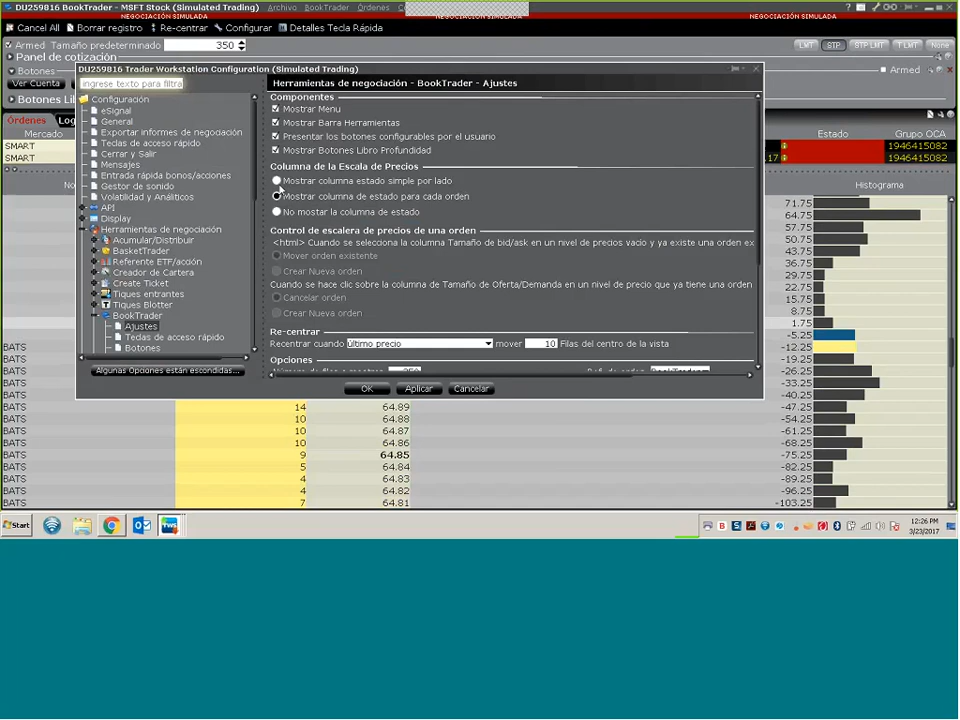 DU259816 BookTrader - MSFT Stock (Simulated Trading) Archivo BookTrader Órdenes
NEGOCIACIÓN SIMULADA NEGOCIACIÓN SIMULADA NEGOCIACIÓN SIMULADA
Cancel All Borrar registro Re-centrar Configurar Detalles Tecla Rápida
Armed Tamaño predeterminado 350 LMT STP STP LMT T LMT None
Panel de cotización
Botones
Ver Cuenta Armed
Botones Li
DU259816 Trader Workstation Configuration (Simulated Trading)
ingrese texto para filtra
Herramientas de negociación - BookTrader - Ajustes
Configuración
eSignal
General
Exportar informes de negociación
Teclas de acceso rápido
Cerrar y Salir
Mensajes
Entrada rápida bonos/acciones
Gestor de sonido
Volatilidad y Análiticos
API
Display
Herramientas de negociación
Acumular/Distribuir
BasketTrader
Referente ETF/acción
Creador de Cartera
Create Ticket
Tiques entrantes
Tiques Blotter
BookTrader
Ajustes
Teclas de acceso rápido
Botones
Algunas Opciones están escondidas...
Componentes
Mostrar Menu
Mostrar Barra Herramientas
Presentar los botones configurables por el usuario
Mostrar Botones Libro Profundidad
Columna de la Escala de Precios
Mostrar columna estado simple por lado
Mostrar columna de estado para cada orden
No mostar la columna de estado
Control de escalera de precios de una orden
<html> Cuando se selecciona la columna Tamaño de bid/ask en un nivel de precios vacío y ya existe una orden ex
Mover orden existente
Crear Nueva orden
Cuando se hace clic sobre la columna de Tamaño de Oferta/Demanda en un nivel de precio que ya tiene una orden
Cancelar orden
Crear Nueva orden
Re-centrar
Recentrar cuando último precio mover 10 Filas del centro de la vista
Opciones
OK Aplicar Cancelar
Órdenes Log
Mercado Estado Grupo OCA
SMART 1946415082
SMART .17 1946415082
No Histograma
71.75
64.75
57.75
50.75
43.75
36.75
29.75
22.75
15.75
8.75
1.75
-5.25
BATS -12.25
BATS -19.25
BATS -26.25
BATS -33.25
BATS -40.25
BATS 14 64.89 -47.25
BATS 10 64.88 -54.25
BATS 10 64.87 -61.25
BATS 10 64.86 -68.25
BATS 9 64.85 -75.25
BATS 5 64.84 -82.25
BATS 4 64.83 -89.25
BATS 4 64.82 -96.25
BATS 7 64.81 -103.25
Start TWS 12:26 PM
3/23/2017